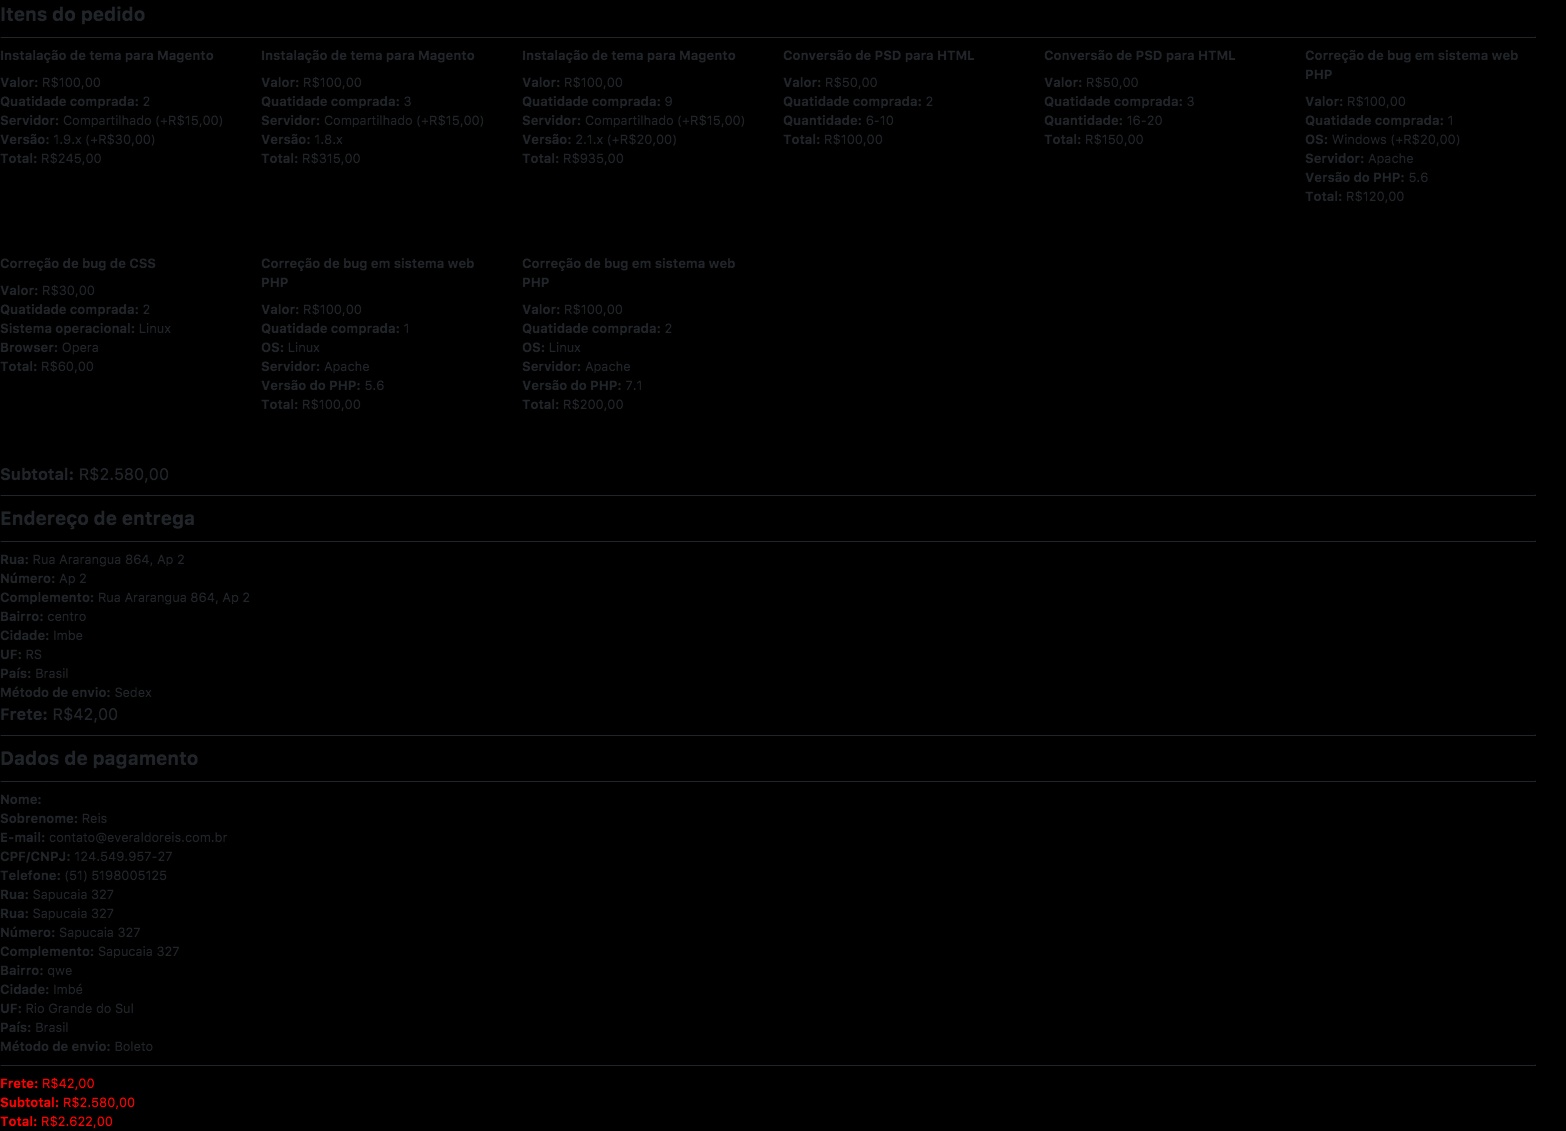 Itens do pedido
Instalação de tema para Magento
Valor: R$100,00
Quatidade comprada: 2
Servidor: Compartilhado (+R$15,00)
Versão: 1.9.x (+R$30,00)
Total: R$245,00
Instalação de tema para Magento
Valor: R$100,00
Quatidade comprada: 3
Servidor: Compartilhado (+R$15,00)
Versão: 1.8.x
Total: R$315,00
Instalação de tema para Magento
Valor: R$100,00
Quatidade comprada: 9
Servidor: Compartilhado (+R$15,00)
Versão: 2.1.x (+R$20,00)
Total: R$935,00
Conversão de PSD para HTML
Valor: R$50,00
Quatidade comprada: 2
Quantidade: 6-10
Total: R$100,00
Conversão de PSD para HTML
Valor: R$50,00
Quatidade comprada: 3
Quantidade: 16-20
Total: R$150,00
Correção de bug em sistema web
PHP
Valor: R$100,00
Quatidade comprada: 1
OS: Windows (+R$20,00)
Servidor: Apache
Versão do PHP: 5.6
Total: R$120,00
Correção de bug de CSS
Valor: R$30,00
Quatidade comprada: 2
Sistema operacional: Linux
Browser: Opera
Total: R$60,00
Correção de bug em sistema web
PHP
Valor: R$100,00
Quatidade comprada: 1
OS: Linux
Servidor: Apache
Versão do PHP: 5.6
Total: R$100,00
Correção de bug em sistema web
PHP
Valor: R$100,00
Quatidade comprada: 2
OS: Linux
Servidor: Apache
Versão do PHP: 7.1
Total: R$200,00
Subtotal: R$2.580,00
Endereço de entrega
Rua: Rua Ararangua 864, Ap 2
Número: Ap 2
Complemento: Rua Ararangua 864, Ap 2
Bairro: centro
Cidade: Imbe
UF: RS
País: Brasil
Método de envio: Sedex
Frete: R$42,00
Dados de pagamento
Nome:
Sobrenome: Reis
E-mail: contato@everaldoreis.com.br
CPF/CNPJ: 124.549.957-27
Telefone: (51) 5198005125
Rua: Sapucaia 327
Rua: Sapucaia 327
Número: Sapucaia 327
Complemento: Sapucaia 327
Bairro: qwe
Cidade: Imbé
UF: Rio Grande do Sul
País: Brasil
Método de envio: Boleto
Frete: R$42,00
Subtotal: R$2.580,00
Total: R$2.622,00